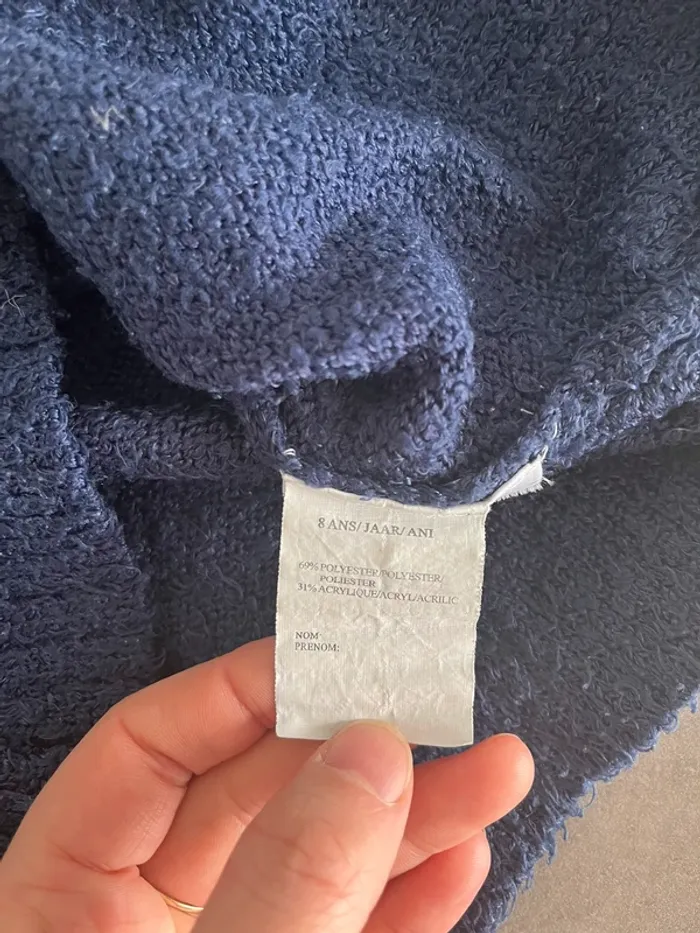 8 ANS/ JAAR/ ANI
69% POLYESTER/POLYESTER/
POLIESTER
31% ACRYLIQUE/ACRYL/ACRILIC
NOM
PRENOM: